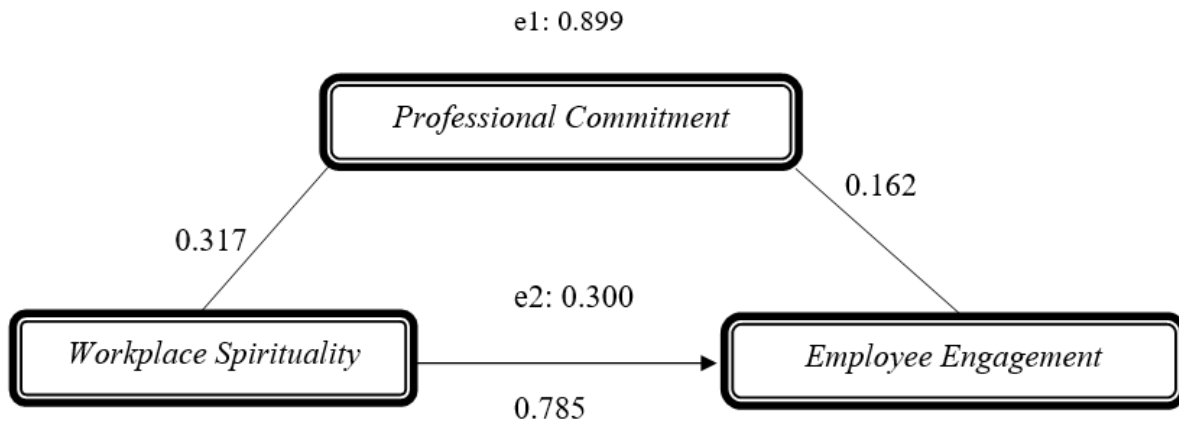 e1: 0.899
Professional Commitment
0.162
0.317
e2: 0.300
Workplace Spirituality
Employee Engagement
0.785